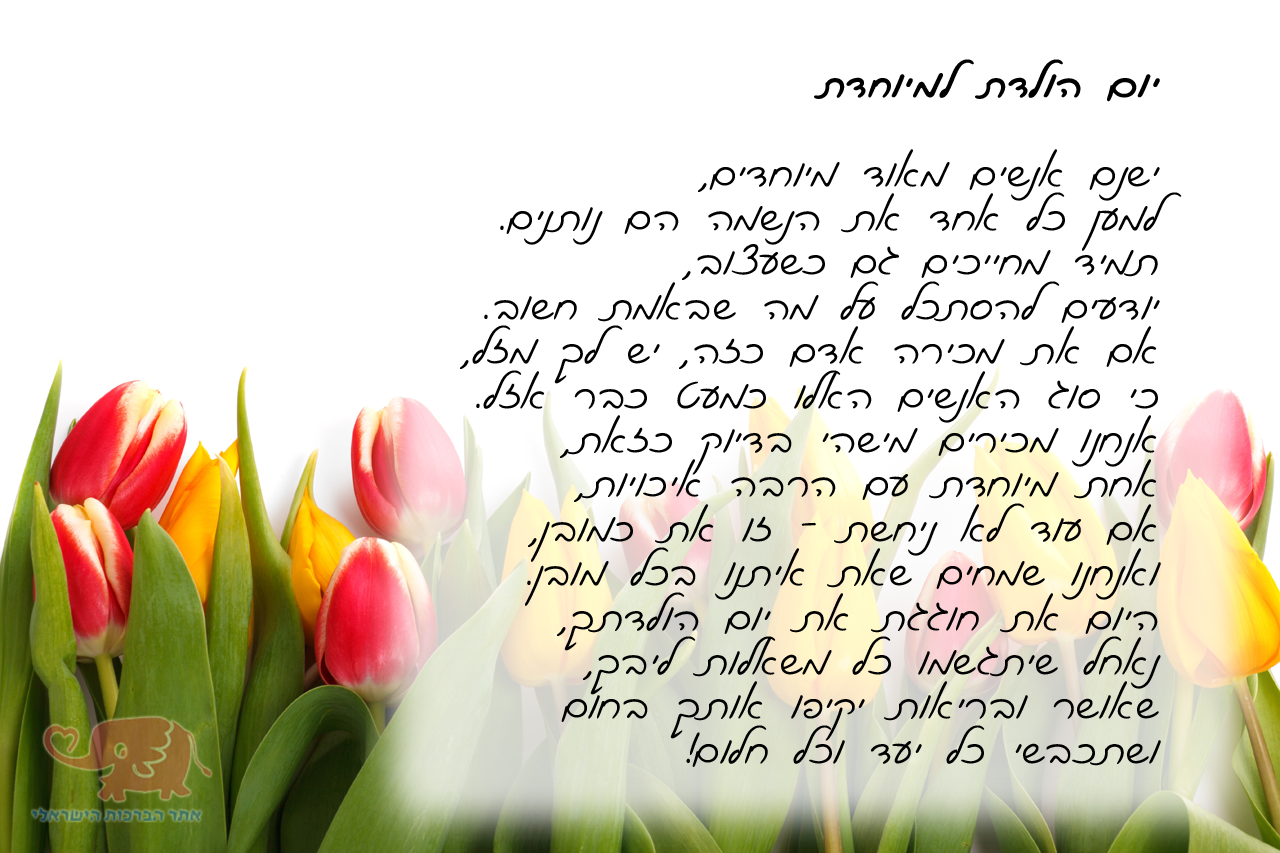 יום הולדת למיוחדת
ישנם אנשים מאוד מיוחדים,
למען כל אחד את הנשמה הם נותנים.
תמיד מחייכים גם כשעצוב,
יודעים להסתכל על מה שבאמת חשוב.
אם את מכירה אדם כזה, יש לך מזל,
כי סוג האנשים האלו כמעט כבר אזל.
אנחנו מכירים מישהי בדיוק כזאת,
אחת מיוחדת עם הרבה איכויות,
אם עוד לא ניחשת - זו את כמובן,
ואנחנו שמחים שאת איתנו בכל מובן.
היום את חוגגת את יום הולדתך,
נאחל שיתגשמו כל משאלות ליבך,
שאושר ובריאות יקיפו אותך בחום
ושתכבשי כל יעד וכל חלום!
אתר הברכות הישראלי